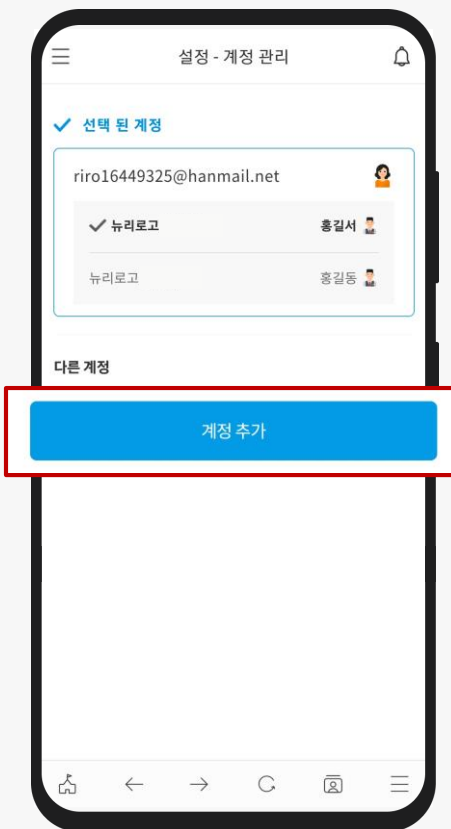 설정 - 계정 관리
선택 된 계정
riro16449325@hanmail.net
뉴리로고 홍길서
뉴리로고 홍길동
다른 계정
계정 추가